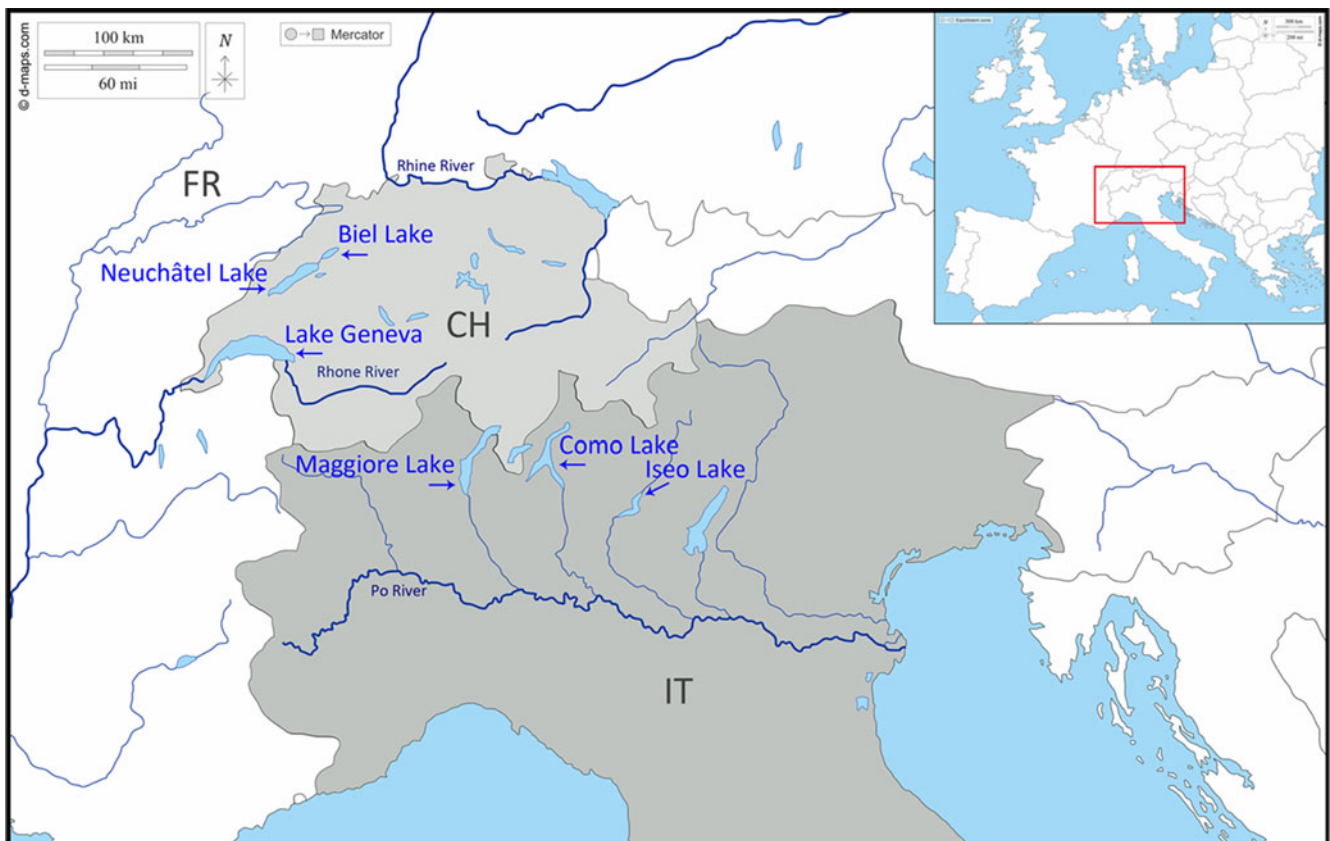 100 km
60 mi
N
Mercator
© d-maps.com
FR
Rhine River
Biel Lake
Neuchâtel Lake
Lake Geneva
CH
Rhone River
Como Lake
Maggiore Lake
Iseo Lake
Po River
IT